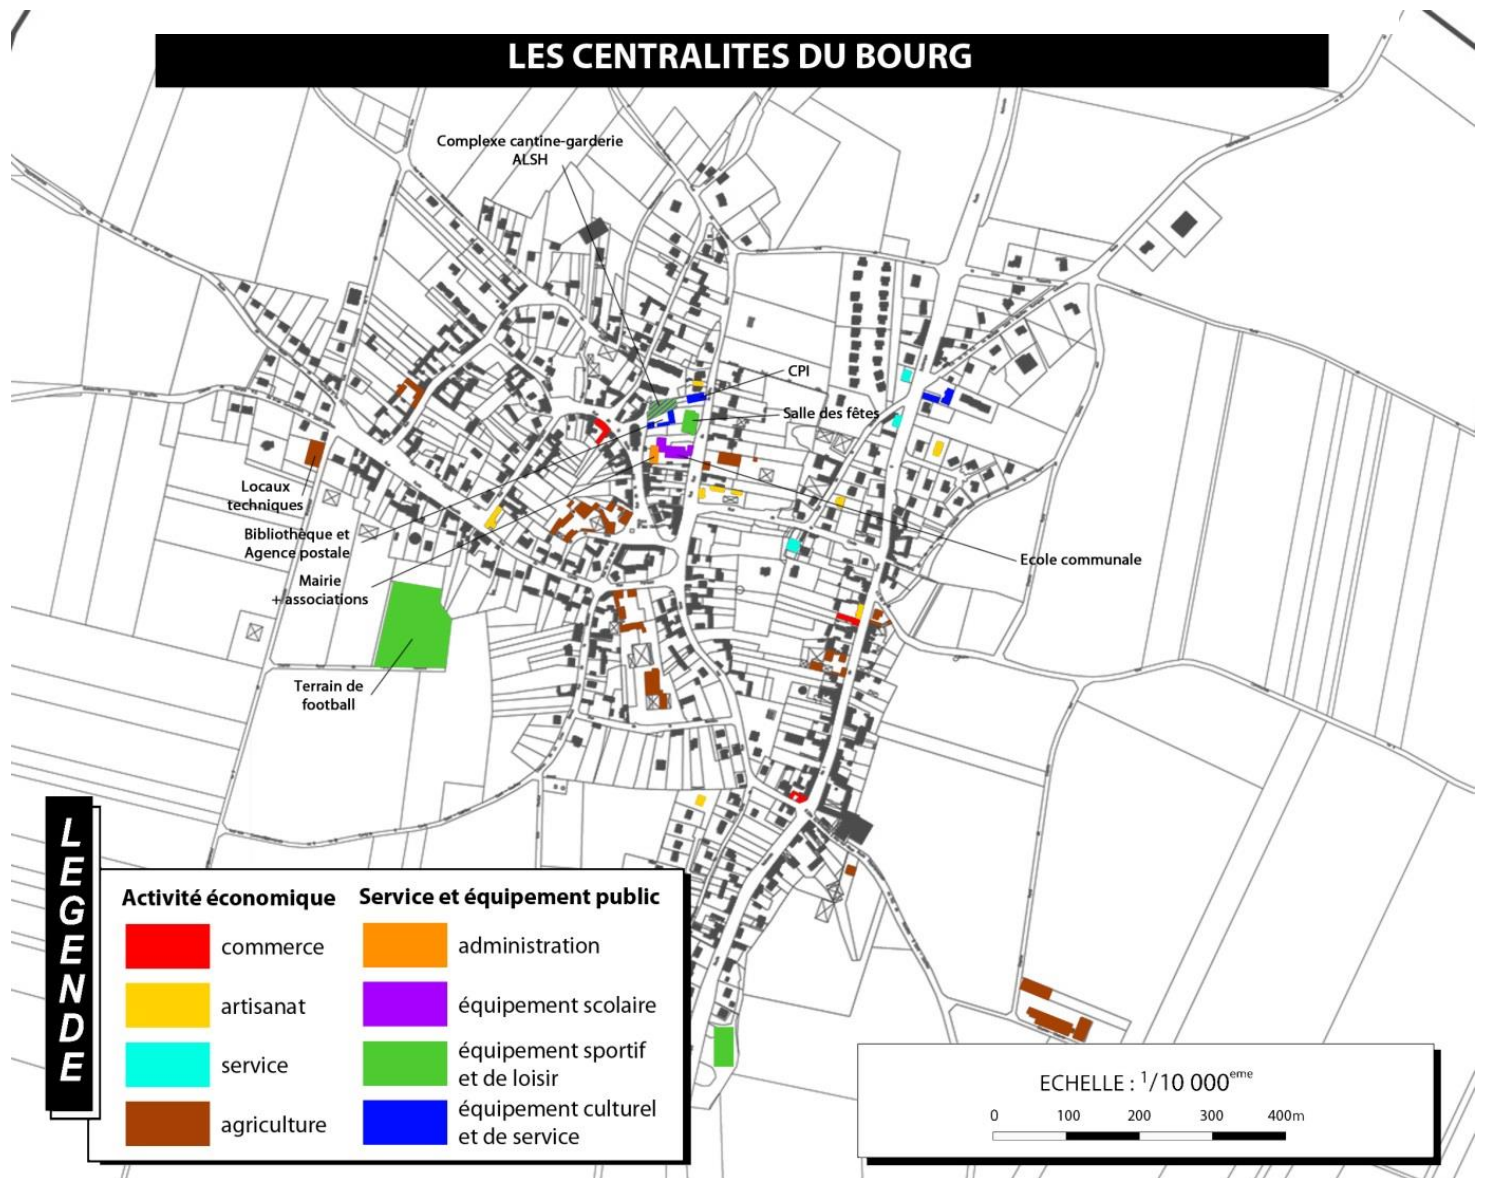 LES CENTRALITES DU BOURG
Complexe cantine-garderie
ALSH
CPI
Salle des fêtes
Locaux
techniques
Bibliothèque et
Agence postale
Mairie
+ associations
Ecole communale
Terrain de
football
LEGENDE
Activité économique
commerce
artisanat
service
agriculture
Service et équipement public
administration
équipement scolaire
équipement sportif
et de loisir
équipement culturel
et de service
ECHELLE : 1/10 000eme
0 100 200 300 400m